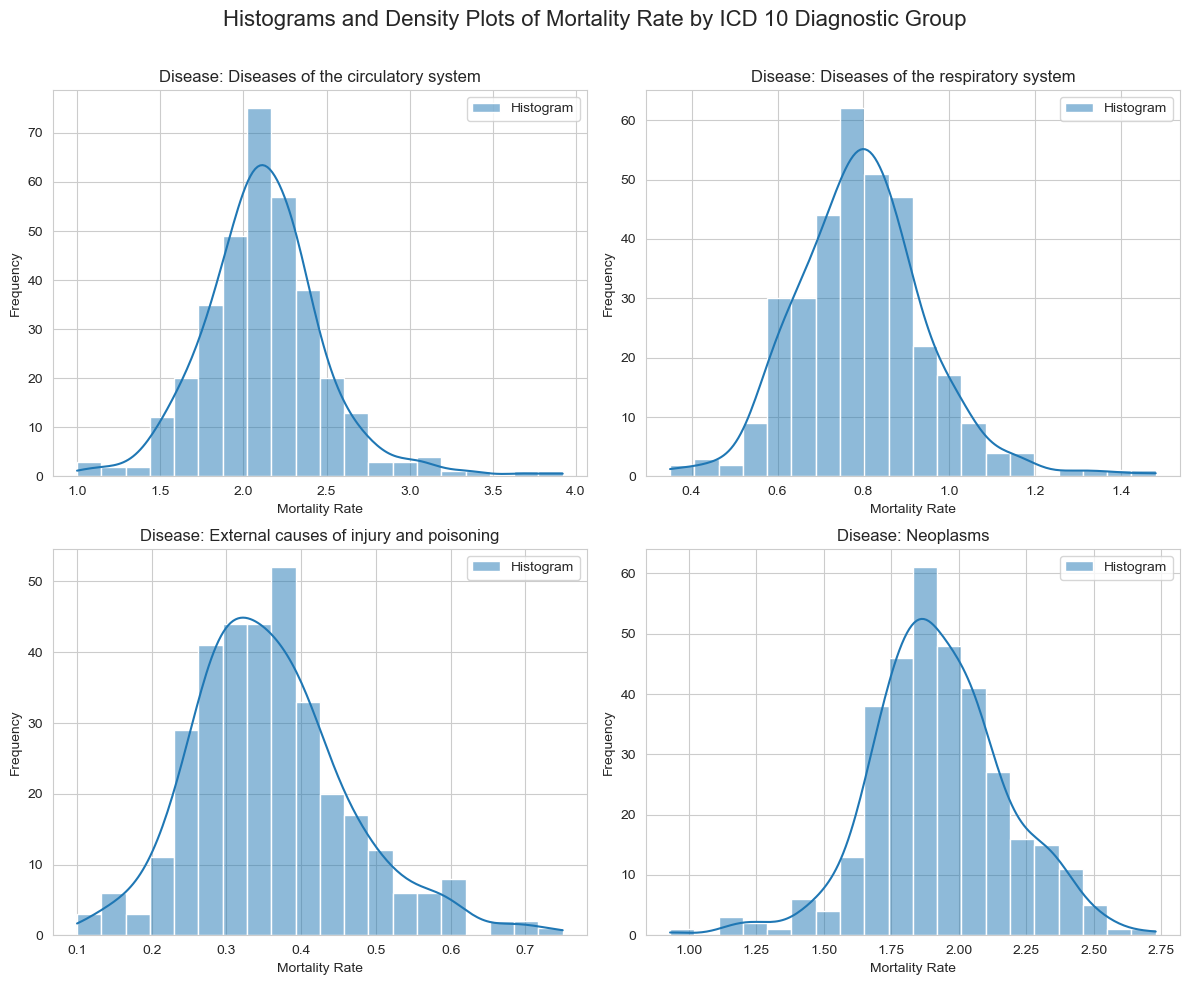 Histograms and Density Plots of Mortality Rate by ICD 10 Diagnostic Group
Disease: Diseases of the circulatory system
Histogram
70
60
50
40
30
20
10
0
Frequency
1.0 1.5 2.0 2.5 3.0 3.5 4.0
Mortality Rate
Disease: Diseases of the respiratory system
Histogram
60
50
40
30
20
10
0
Frequency
0.4 0.6 0.8 1.0 1.2 1.4
Mortality Rate
Disease: External causes of injury and poisoning
Histogram
50
40
30
20
10
0
Frequency
0.1 0.2 0.3 0.4 0.5 0.6 0.7
Mortality Rate
Disease: Neoplasms
Histogram
60
50
40
30
20
10
0
Frequency
1.00 1.25 1.50 1.75 2.00 2.25 2.50 2.75
Mortality Rate